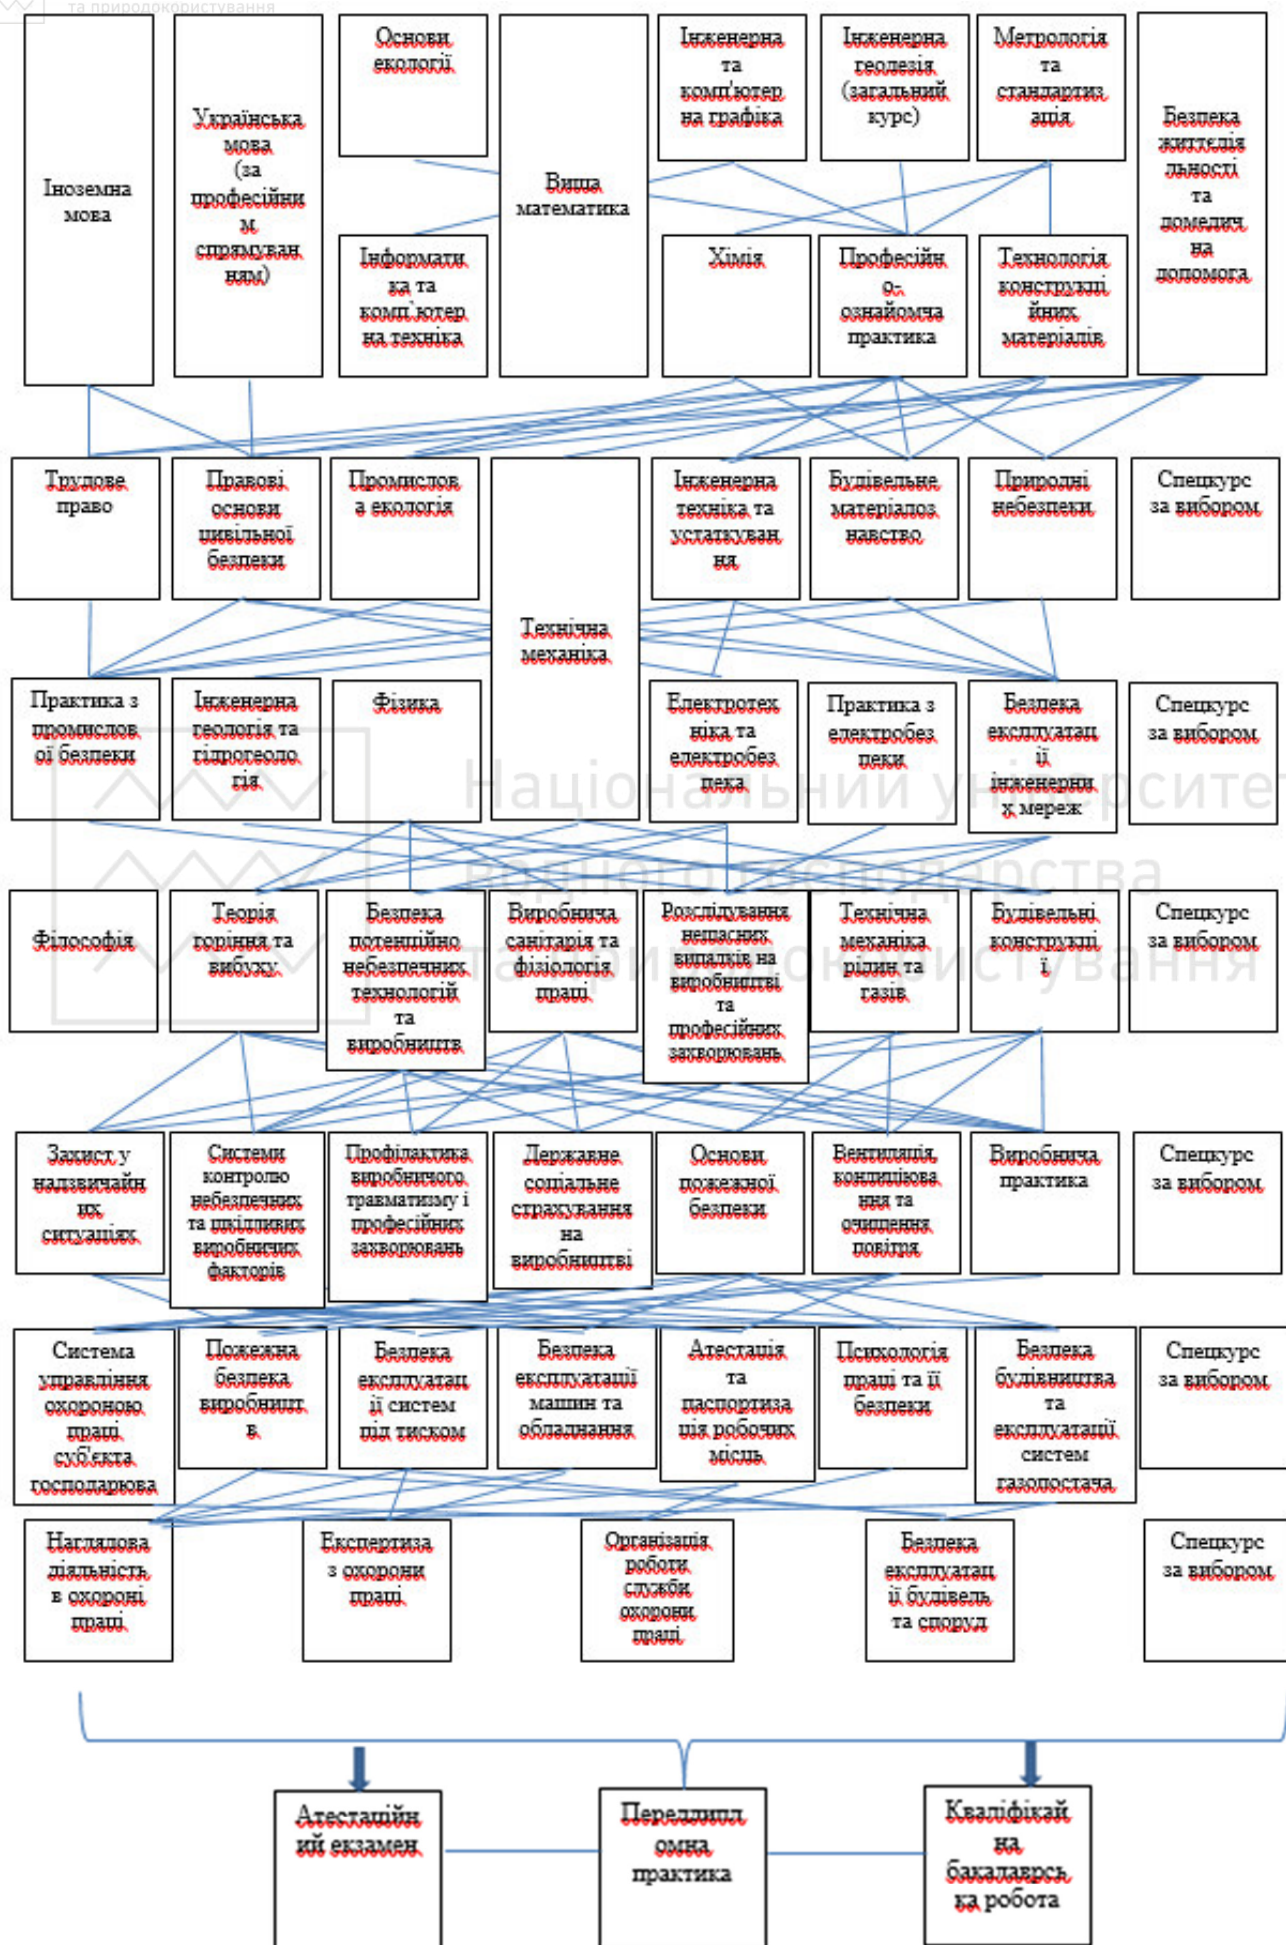 та природокористування
Іноземна
мова
Українська
мова
(за
професійни
м
спрямуван
ням)
Основи
екології
Вища
математика
Інженерна
та
комп'ютер
на графіка
Інженерна
геодезія
(загальний
курс)
Метрологія
та
стандартиз
ація
Безпека
життєдія
льності
та
домедич
на
допомога
Інформати
ка та
комп`ютер
на техніка
Хімія
Професійн
о-
ознайомча
практика
Технологія
конструкці
йних
матеріалів
Трудове
право
Правові
основи
цивільної
безпеки
Промислов
а екологія
Технічна
механіка
Інженерна
техніка та
устаткуван
ня
Будівельне
матеріалоз
навство
Природні
небезпеки
Спецкурс
за вибором
Практика з
промислов
ої безпеки
Інженерна
геологія та
гідрогеоло
гія
Фізика
Електротех
ніка та
електробез
пека
Практика з
електробез
пеки
Безпека
експлуатац
ії
інженерни
х мереж
Спецкурс
за вибором
Національний університе
водного господарства
та природокористування
Філософія
Теорія
горіння та
вибуху
Безпека
потенційно
небезпечних
технологій
та
виробництв
Виробнича
санітарія та
фізіологія
праці
Розслідування
нещасних
випадків на
виробництві
та
професійних
захворювань
Технічна
механіка
рідин та
газів
Будівельні
конструкці
ї
Спецкурс
за вибором
Захист у
надзвичайн
их
ситуаціях
Системи
контролю
небезпечних
та шкідливих
виробничих
факторів
Профілактика
виробничого
травматизму і
професійних
захворювань
Державне
соціальне
страхування
на
виробництві
Основи
пожежної
безпеки
Вентиляція,
кондиціюва
ння та
очищення
повітря
Виробнича
практика
Спецкурс
за вибором
Система
управління
охороною
праці
суб'єкта
господарюва
Пожежна
безпека
виробницт
в
Безпека
експлуатац
ії систем
під тиском
Безпека
експлуатації
машин та
обладнання
Атестація
та
паспортиза
ція робочих
місць
Психологія
праці та її
безпеки
Безпека
будівництва
та
експлуатації
систем
газопостача
Спецкурс
за вибором
Наглядова
діяльність
в охороні
праці
Експертиза
з охорони
праці
Організація
роботи
служби
охорони
праці
Безпека
експлуатац
ії будівель
та споруд
Спецкурс
за вибором
Атестаційн
ий екзамен
Переддипл
омна
практика
Кваліфікай
на
бакалаврсь
ка робота